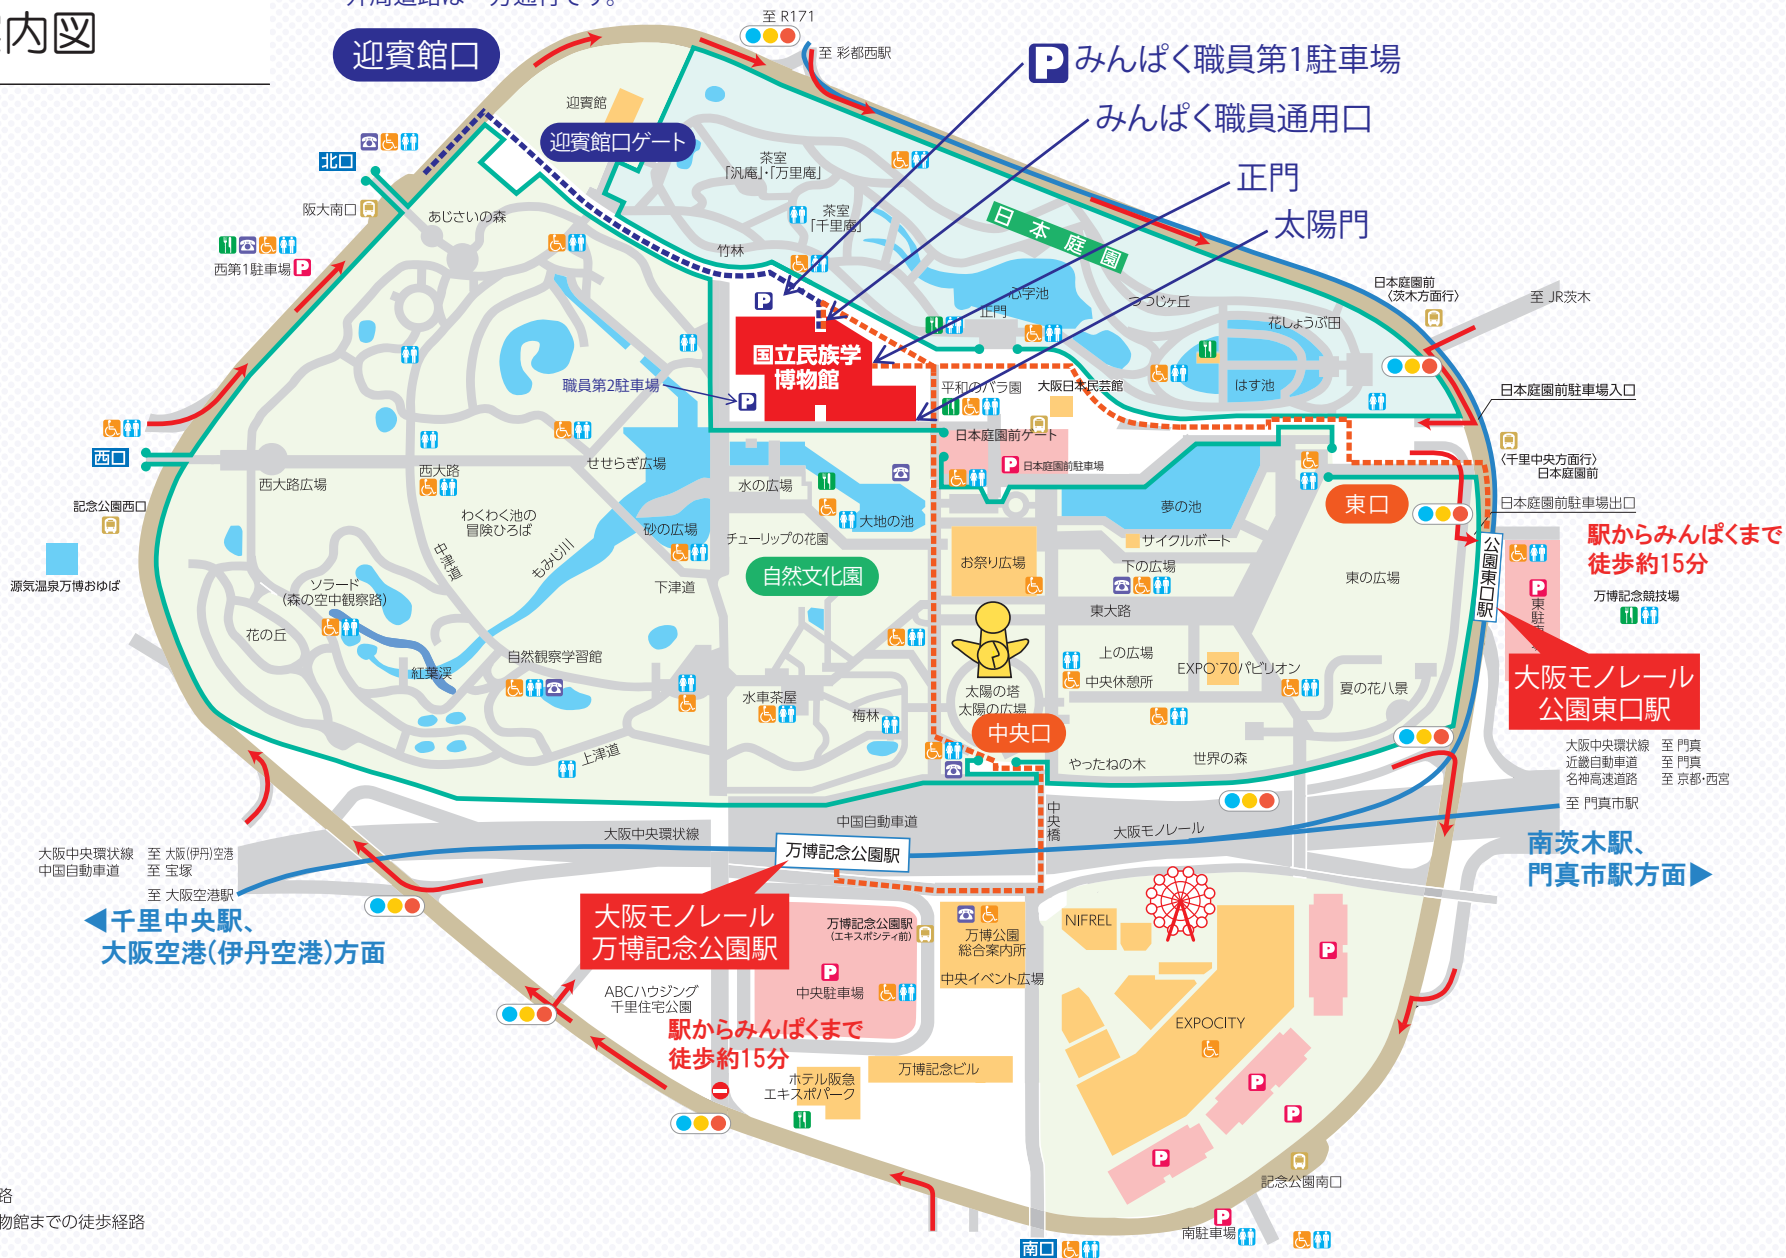 内図
外周道路は一方通行です。
迎賓館口
至 R171
至 彩都西駅
P みんぱく職員第1駐車場
みんぱく職員通用口
正門
太陽門
迎賓館
迎賓館口ゲート
北口
阪大南口
あじさいの森
西第1駐車場 P
茶室
「汎庵」・「万里庵」
茶室
「千里庵」
竹林
日本庭園
心字池
正門
つつじヶ丘
花しょうぶ田
はす池
日本庭園前
〈茨木方面行〉
至 JR茨木
日本庭園前駐車場入口
〈千里中央方面行〉
日本庭園前
日本庭園前駐車場出口
P
国立民族学
博物館
職員第2駐車場
P
平和のバラ園
大阪日本民芸館
日本庭園前ゲート
P 日本庭園前駐車場
西口
記念公園西口
源気温泉万博おゆば
西大路広場
西大路
せせらぎ広場
わくわく池の
冒険ひろば
中津道
もみじ川
砂の広場
水の広場
大地の池
チューリップの花園
自然文化園
下津道
ソラード
(森の空中観察路)
花の丘
紅葉渓
自然観察学習館
上津道
水車茶屋
梅林
お祭り広場
夢の池
サイクルボート
下の広場
東大路
上の広場
中央休憩所
EXPO'70パビリオン
太陽の塔
太陽の広場
中央口
やったねの木
世界の森
夏の花八景
東の広場
東口
公園東口駅
駅からみんぱくまで
徒歩約15分
万博記念競技場
P
東駐車
大阪モノレール
公園東口駅
大阪中央環状線 至 門真
近畿自動車道 至 門真
名神高速道路 至 京都・西宮
至 門真市駅
南茨木駅、
門真市駅方面▶
大阪中央環状線
中国自動車道
中央橋
大阪モノレール
万博記念公園駅
大阪中央環状線 至 大阪(伊丹)空港
中国自動車道 至 宝塚
至 大阪空港駅
◀千里中央駅、
大阪空港(伊丹空港)方面
大阪モノレール
万博記念公園駅
万博記念公園駅
(エキスポシティ前)
P
中央駐車場
ABCハウジング
千里住宅公園
駅からみんぱくまで
徒歩約15分
万博公園
総合案内所
中央イベント広場
NIFREL
EXPOCITY
P
P
P
P
ホテル阪急
エキスポパーク
万博記念ビル
記念公園南口
P
南駐車場
南口
路
物館までの徒歩経路